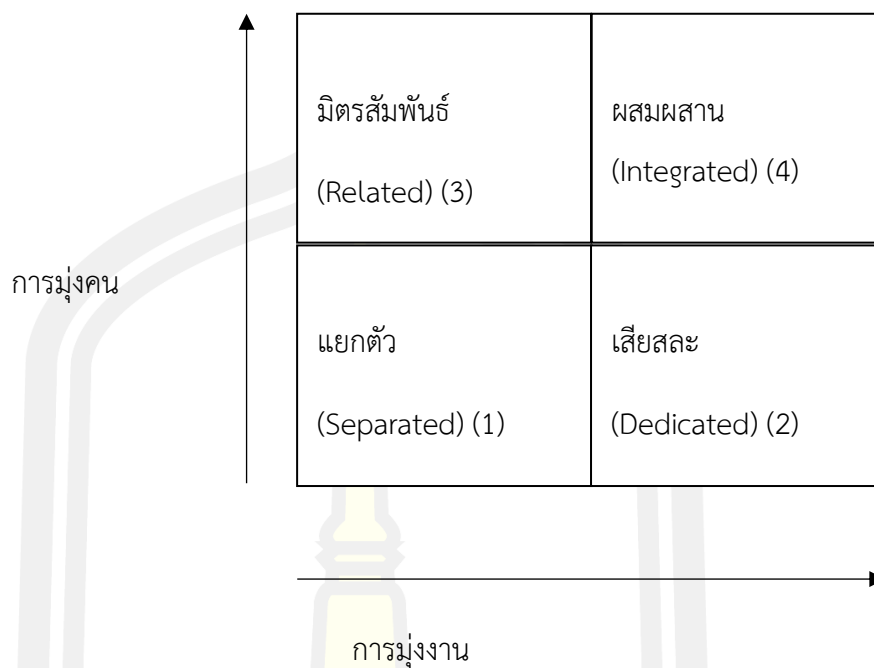 มิตรสัมพันธ์
(Related) (3)
ผสมผสาน
(Integrated) (4)
การมุ่งคน
แยกตัว
(Separated) (1)
เสียสละ
(Dedicated) (2)
การมุ่งงาน